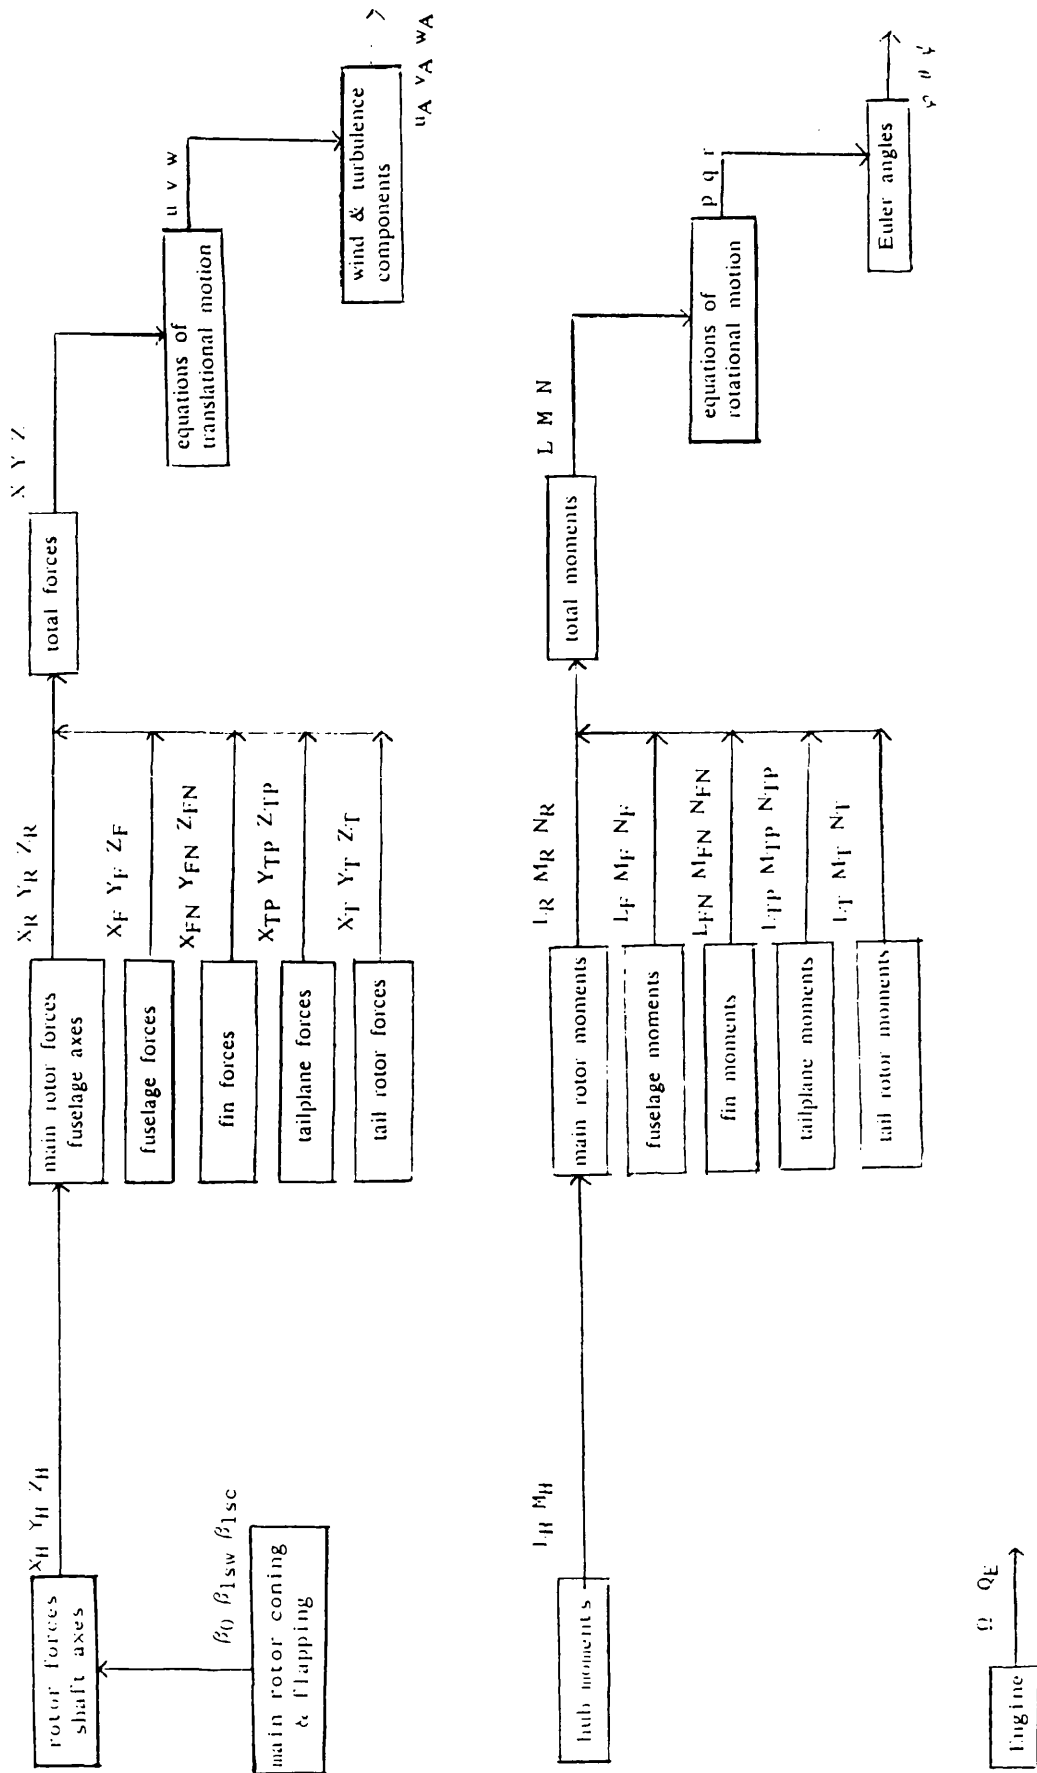 main rotor coning
& flapping
β0 β1sw β1sc
rotor forces
shaft axes
XH YH ZH
main rotor forces
fuselage axes
XR YR ZR
fuselage forces
XF YF ZF
fin forces
XFN YFN ZFN
tailplane forces
XTP YTP ZTP
tail rotor forces
XT YT ZT
total forces
X Y Z
equations of
translational motion
u v w
wind & turbulence
components
uA vA wA
hub moments
LH MH
main rotor moments
LR MR NR
fuselage moments
LF MF NF
fin moments
LFN MFN NFN
tailplane moments
LTP MTP NTP
tail rotor moments
LT MT NT
total moments
L M N
equations of
rotational motion
p q r
Euler angles
Engine
Ω QE